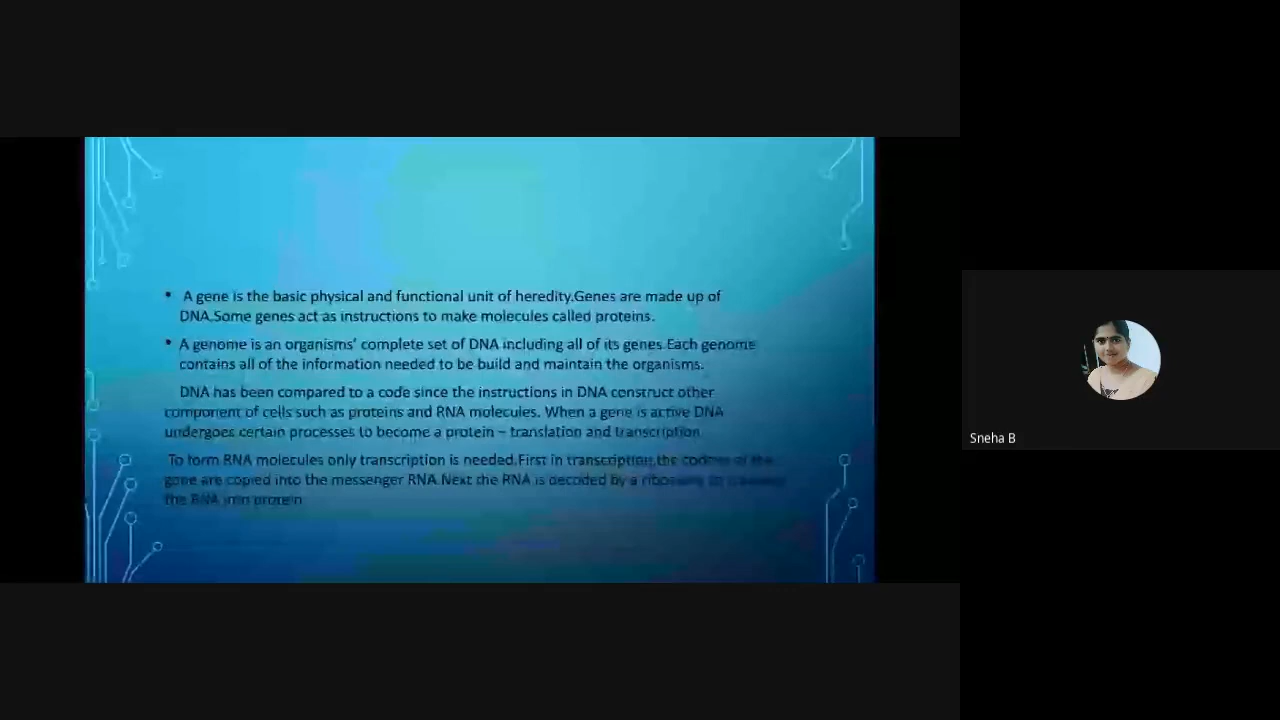 • A gene is the basic physical and functional unit of heredity.Genes are made up of
DNA.Some genes act as instructions to make molecules called proteins.
• A genome is an organisms' complete set of DNA including all of its genes.Each genome
contains all of the information needed to be build and maintain the organisms.
DNA has been compared to a code since the instructions in DNA construct other
component of cells such as proteins and RNA molecules. When a gene is active DNA
undergoes certain processes to become a protein – translation and transcription
To form RNA molecules only transcription is needed.First in transcription,the codons of the
gene are copied into the messenger RNA.Next the RNA is decoded by a ribosome to
the RNA into protein
Sneha B